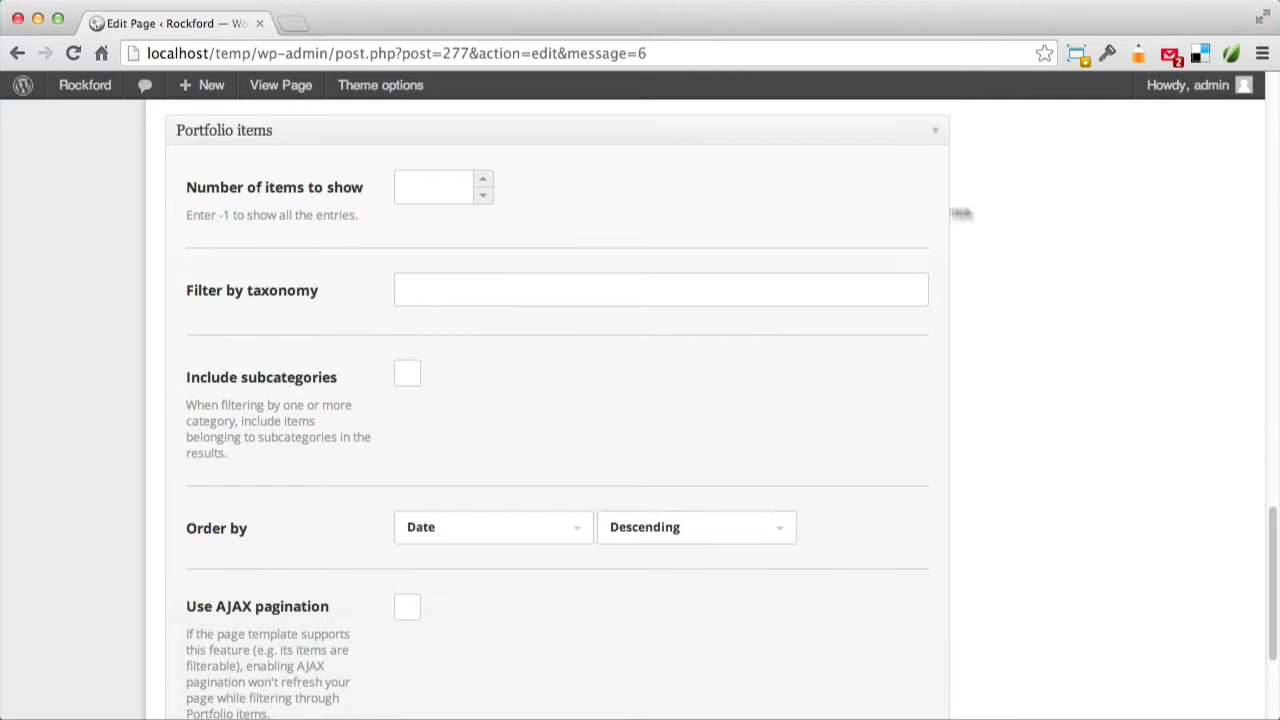 Edit Page ‹ Rockford — Wo
localhost/temp/wp-admin/post.php?post=277&action=edit&message=6
2
Rockford
+ New
View Page
Theme options
Howdy, admin
Portfolio items
Number of items to show
Enter -1 to show all the entries.
Filter by taxonomy
Include subcategories
When filtering by one or more
category, include items
belonging to subcategories in the
results.
Order by
Date
Descending
Use AJAX pagination
If the page template supports
this feature (e.g. its items are
filterable), enabling AJAX
pagination won't refresh your
page while filtering through
Portfolio items.